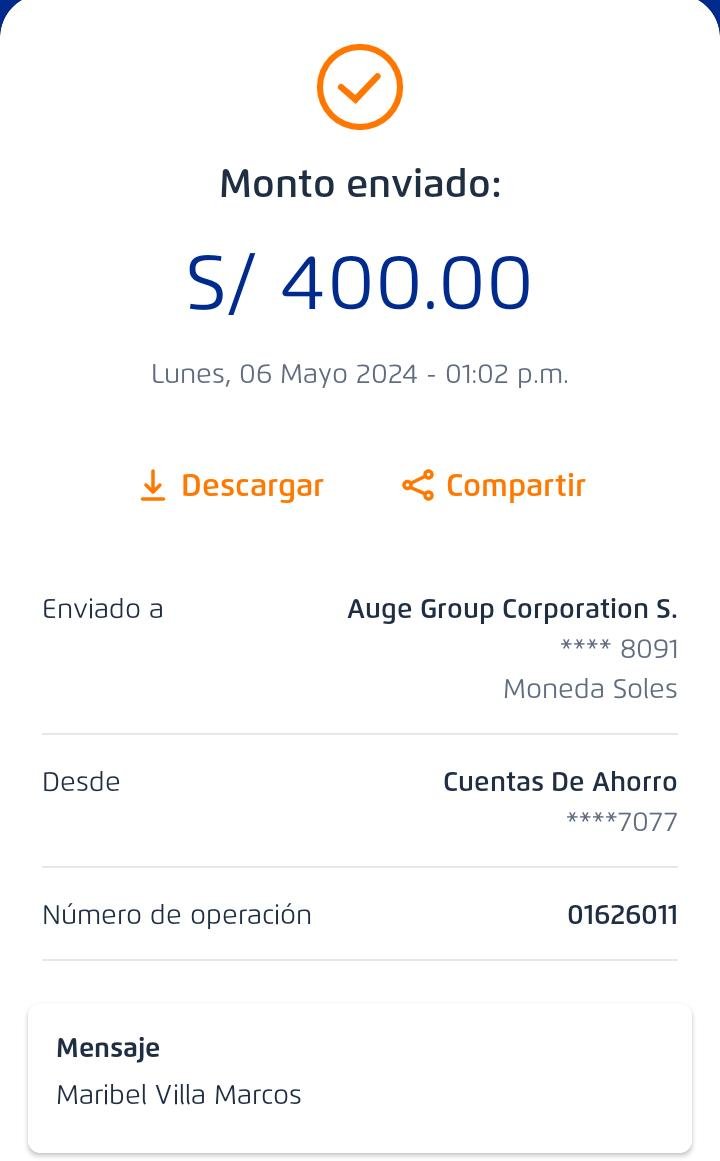 Monto enviado:
S/ 400.00
Lunes, 06 Mayo 2024 - 01:02 p.m.
Descargar Compartir
Enviado a Auge Group Corporation S.
**** 8091
Moneda Soles
Desde Cuentas De Ahorro
****7077
Número de operación 01626011
Mensaje
Maribel Villa Marcos